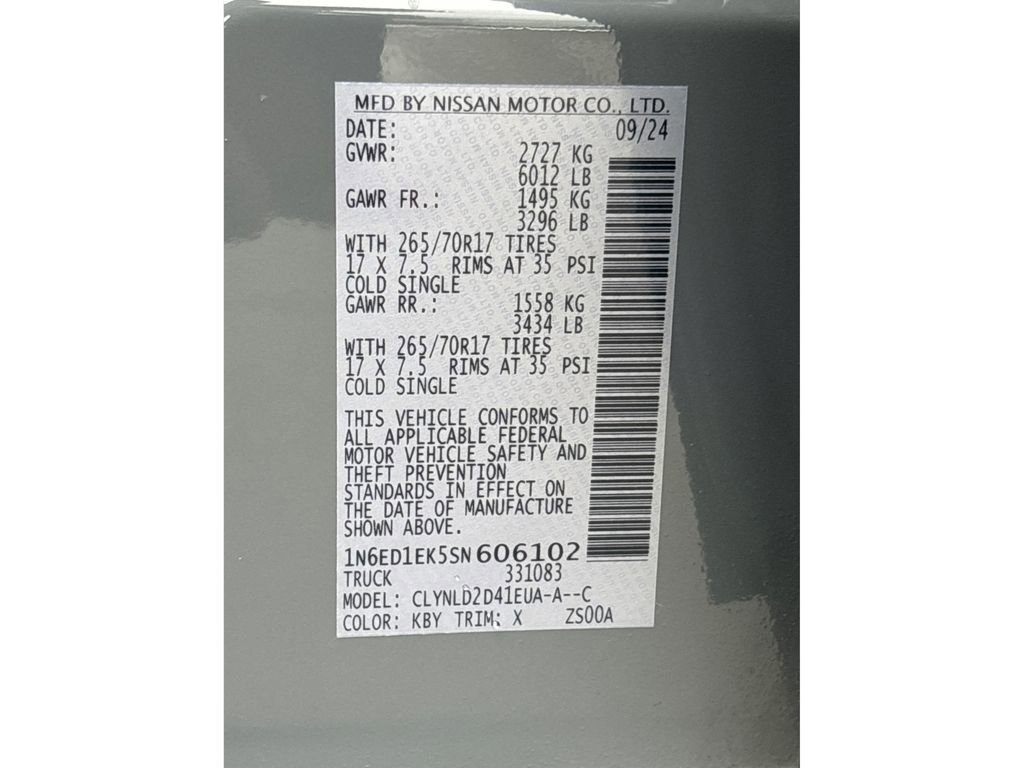 MFD BY NISSAN MOTOR CO., LTD.
DATE: 09/24
GVWR: 2727 KG
6012 LB
GAWR FR.: 1495 KG
3296 LB
WITH 265/70R17 TIRES
17 X 7.5 RIMS AT 35 PSI
COLD SINGLE
GAWR RR.: 1558 KG
3434 LB
WITH 265/70R17 TIRES
17 X 7.5 RIMS AT 35 PSI
COLD SINGLE
THIS VEHICLE CONFORMS TO
ALL APPLICABLE FEDERAL
MOTOR VEHICLE SAFETY AND
THEFT PREVENTION
STANDARDS IN EFFECT ON
THE DATE OF MANUFACTURE
SHOWN ABOVE.
1N6ED1EK5SN606102
TRUCK 331083
MODEL: CLYNLD2D41EUA-A--C
COLOR: KBY TRIM: X ZS00A